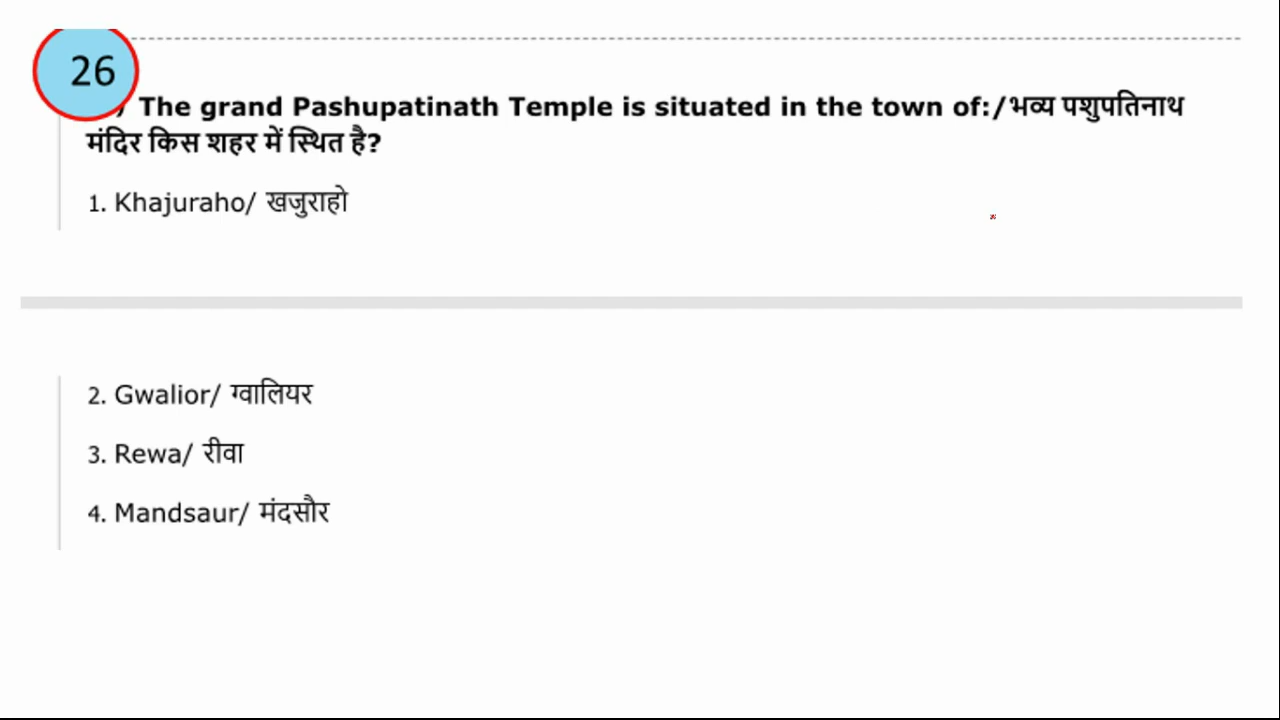 26
) The grand Pashupatinath Temple is situated in the town of:/भव्य पशुपतिनाथ
मंदिर किस शहर में स्थित है?
1. Khajuraho/ खजुराहो
2. Gwalior/ ग्वालियर
3. Rewa/ रीवा
4. Mandsaur/ मंदसौर